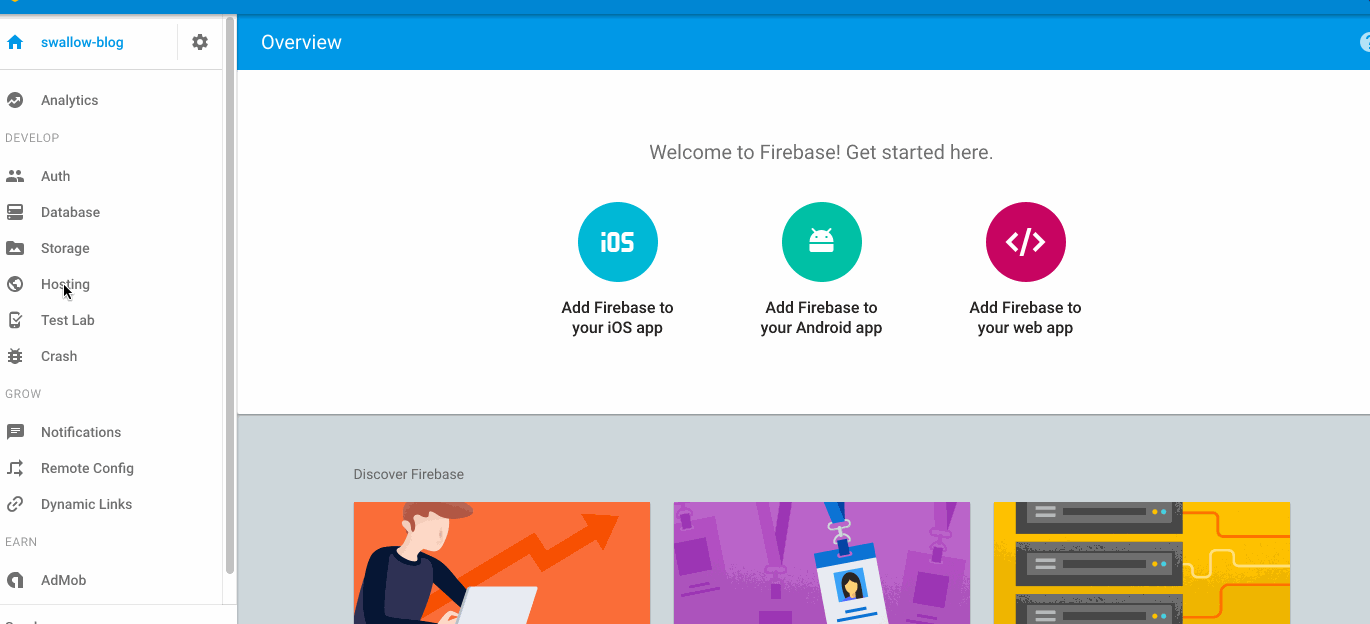 swallow-blog
Overview
Analytics
DEVELOP
Auth
Database
Storage
Hosting
Test Lab
Crash
GROW
Notifications
Remote Config
Dynamic Links
EARN
AdMob
Welcome to Firebase! Get started here.
iOS
</>
Add Firebase to
your iOS app
Add Firebase to
your Android app
Add Firebase to
your web app
Discover Firebase